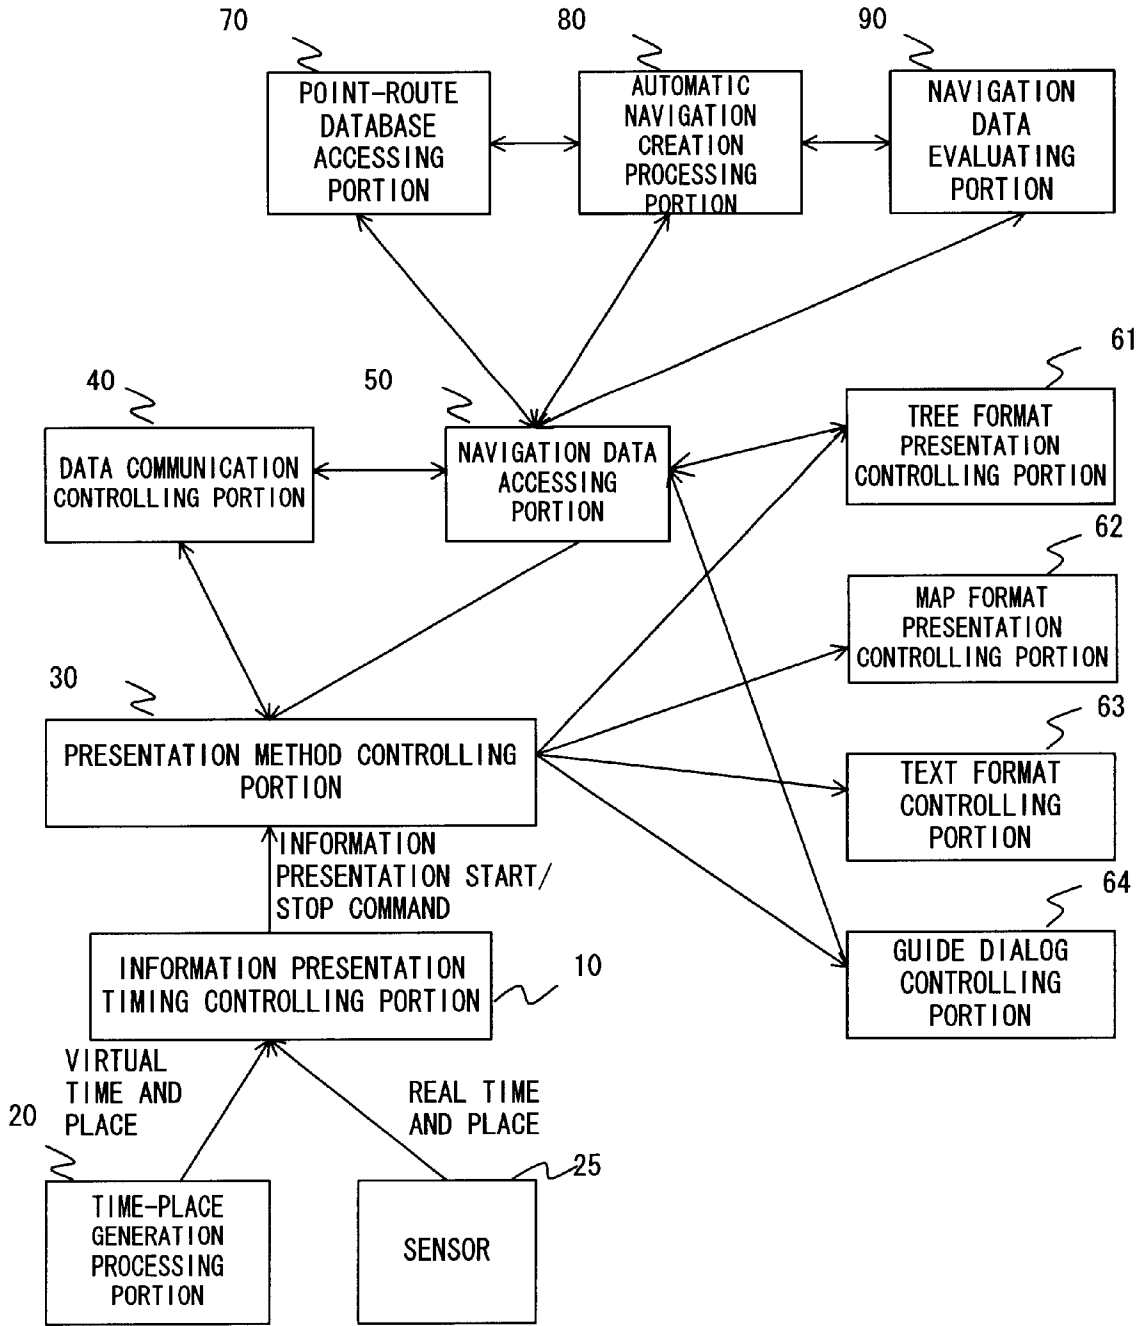 70
80
90
POINT-ROUTE
DATABASE
ACCESSING
PORTION
AUTOMATIC
NAVIGATION
CREATION
PROCESSING
PORTION
NAVIGATION
DATA
EVALUATING
PORTION
40
50
61
DATA COMMUNICATION
CONTROLLING PORTION
NAVIGATION DATA
ACCESSING
PORTION
TREE FORMAT
PRESENTATION
CONTROLLING PORTION
62
MAP FORMAT
PRESENTATION
CONTROLLING PORTION
30
PRESENTATION METHOD CONTROLLING
PORTION
63
TEXT FORMAT
CONTROLLING
PORTION
INFORMATION
PRESENTATION START/
STOP COMMAND
64
GUIDE DIALOG
CONTROLLING
PORTION
INFORMATION PRESENTATION
TIMING CONTROLLING PORTION
10
VIRTUAL
TIME AND
PLACE
REAL TIME
AND PLACE
20
25
TIME-PLACE
GENERATION
PROCESSING
PORTION
SENSOR